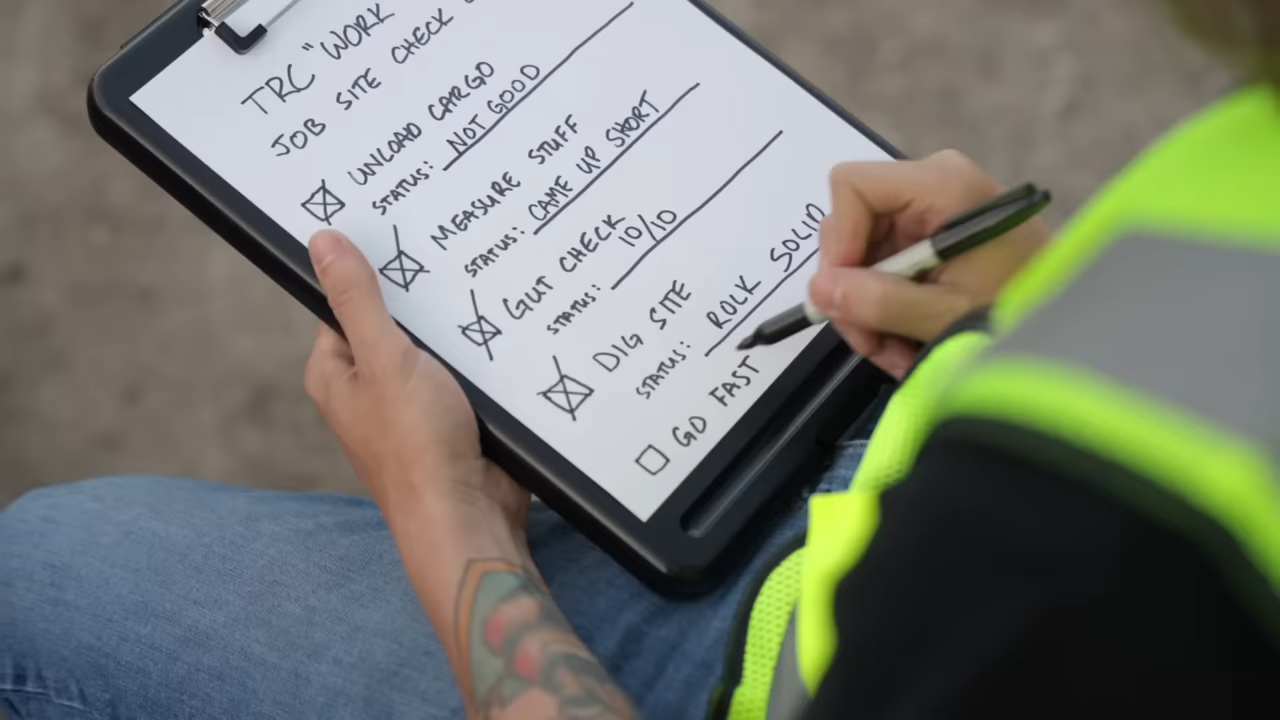 TRC "WORK
JOB SITE CHECK
UNLOAD CARGO
STATUS: NOT GOOD
MEASURE STUFF
STATUS: CAME UP SHORT
GUT CHECK
STATUS: 10/10
DIG SITE
STATUS: ROCK SOLID
GO FAST